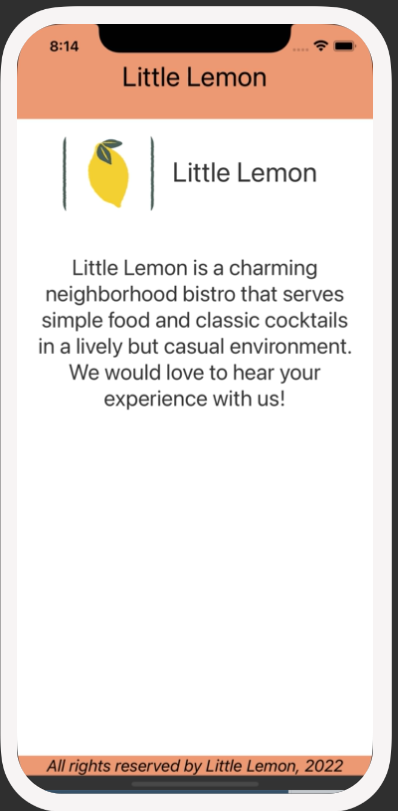 8:14
Little Lemon
Little Lemon
Little Lemon is a charming
neighborhood bistro that serves
simple food and classic cocktails
in a lively but casual environment.
We would love to hear your
experience with us!
All rights reserved by Little Lemon, 2022